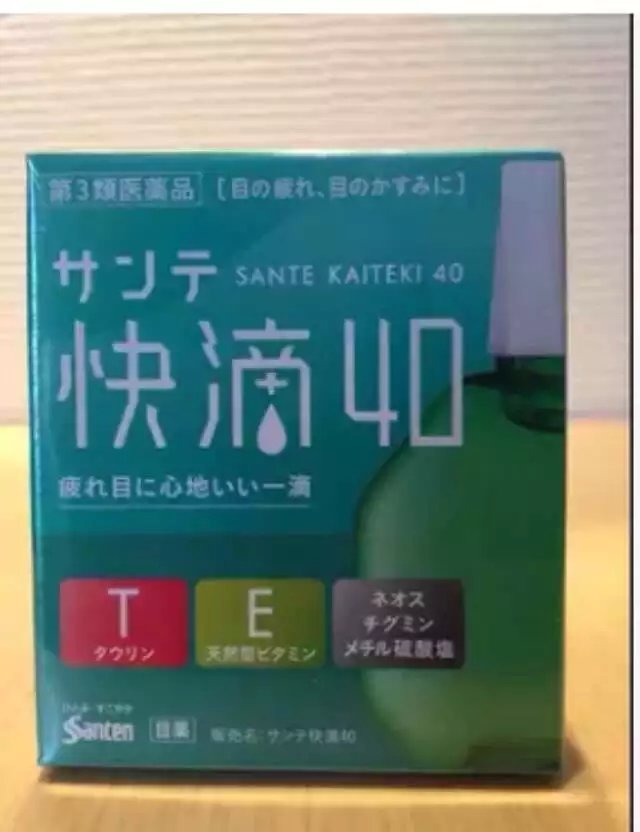 第3類医薬品 [目の疲れ、目のかすみに]
サンテ SANTE KAITEKI 40
快滴40
疲れ目に心地いい一滴
T
タウリン
E
天然型ビタミン
ネオス
チグミン
メチル硫酸塩
Santen 目薬 販売名:サンテ快滴40